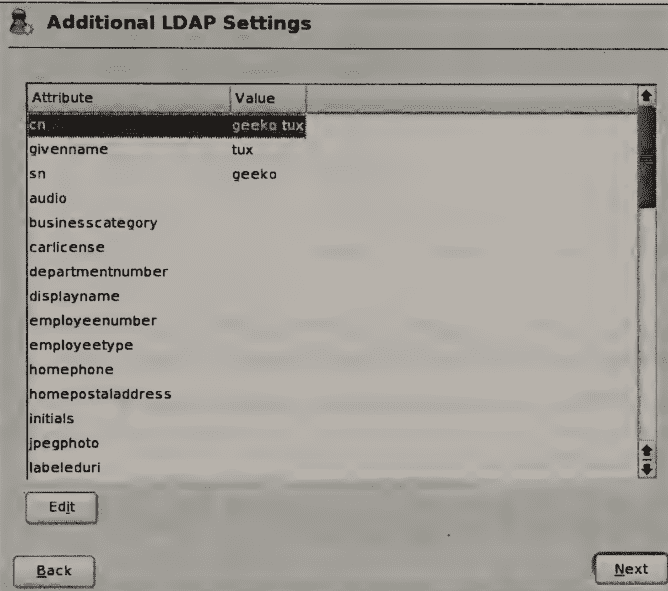 Additional LDAP Settings
Attribute Value
cn geeko tux
givenname tux
sn geeko
audio
businesscategory
carlicense
departmentnumber
displayname
employeenumber
employeetype
homephone
homepostaladdress
initials
jpegphoto
labeleduri
Edit
Back Next